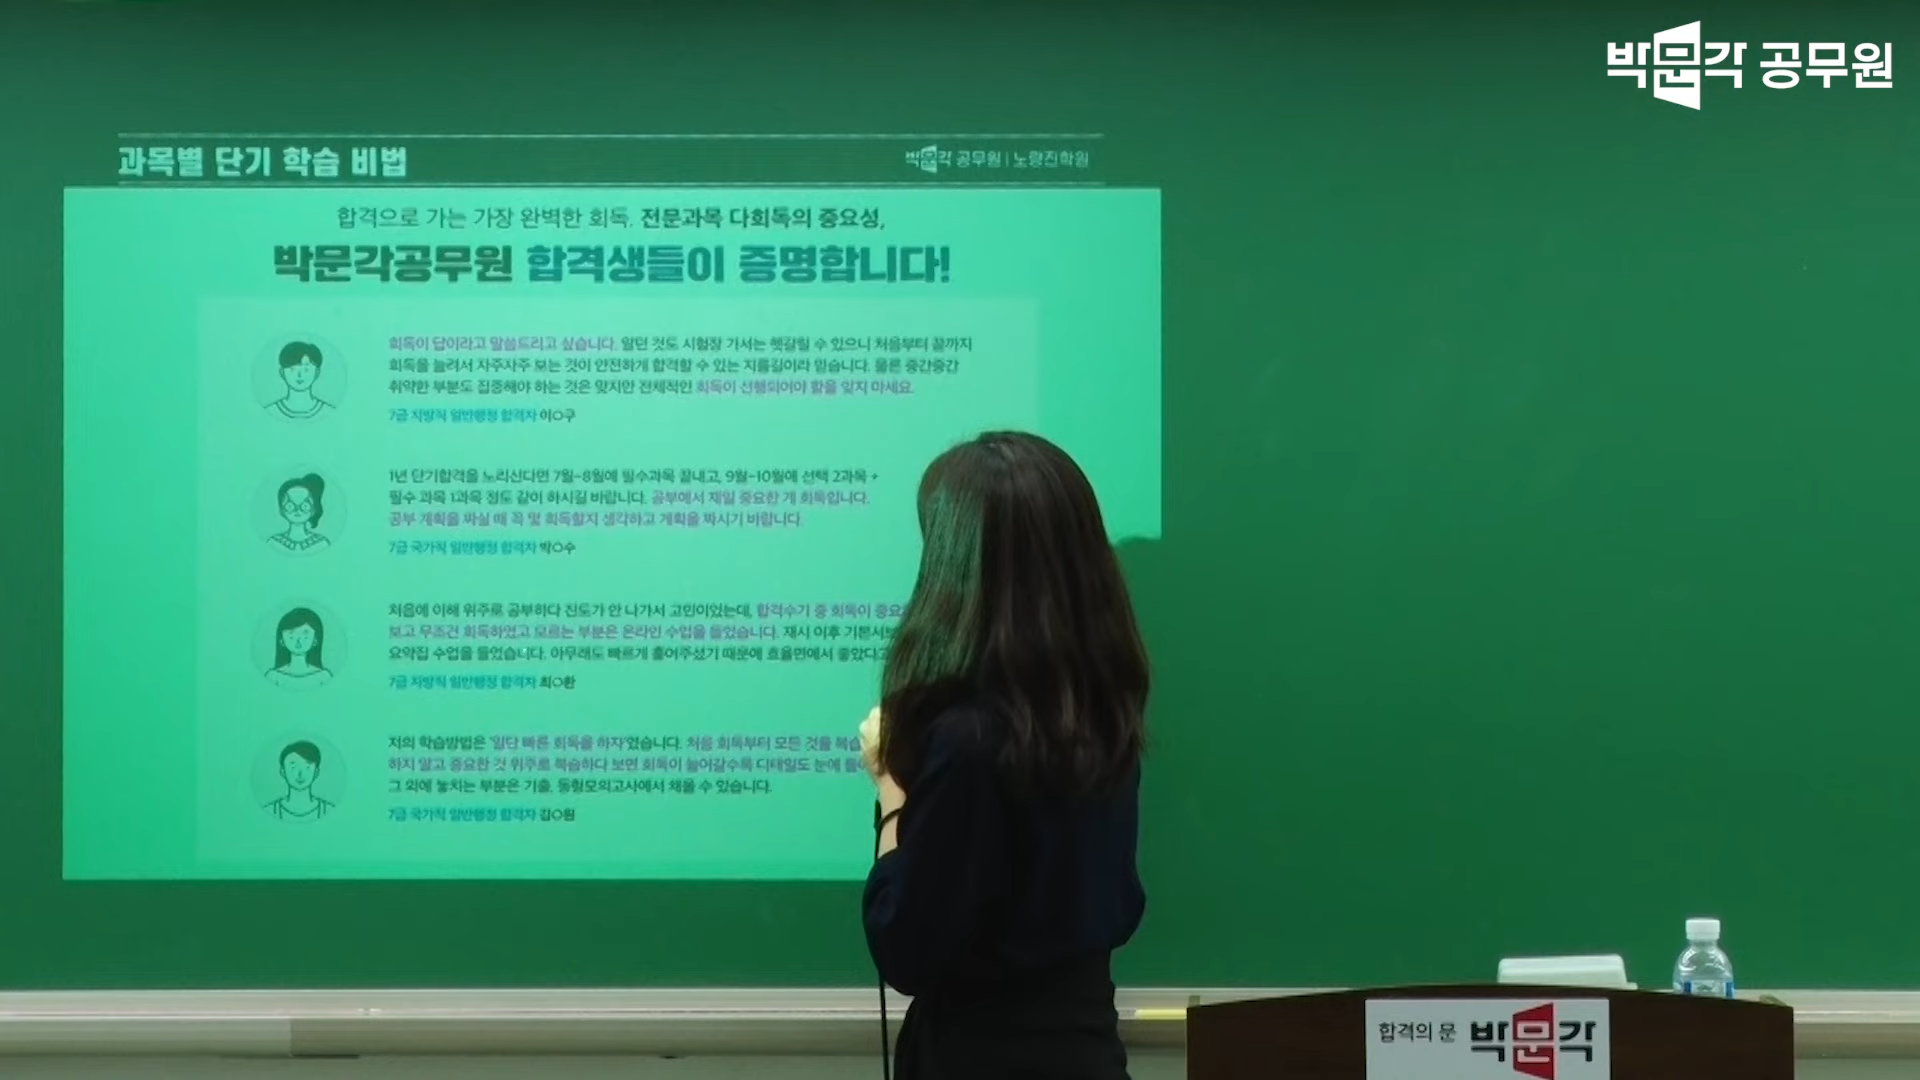 박문각 공무원
과목별 단기 학습 비법
박문각 공무원 | 노량진학원
합격으로 가는 가장 완벽한 회독. 전문과목 다회독의 중요성,
박문각공무원 합격생들이 증명합니다!
회독이 답이라고 말씀드리고 싶습니다. 알던 것도 시험장 가서는 헷갈릴 수 있으니 처음부터 끝까지
회독을 늘려서 자주자주 보는 것이 안전하게 합격할 수 있는 지름길이라 믿습니다. 물론 중간중간
취약한 부분도 집중해야 하는 것은 맞지만 전체적인 회독이 선행되어야 함을 잊지 마세요.
7급 지방직 일반행정 합격자 이○구
1년 단기합격을 노리신다면 7월-8월에 필수과목 끝내고, 9월-10월에 선택 2과목 +
필수 과목 1과목 정도 같이 하시길 바랍니다. 공부에서 제일 중요한 게 회독입니다.
공부 계획을 짜실 때 꼭 몇 회독할지 생각하고 계획을 짜시기 바랍니다.
7급 국가직 일반행정 합격자 박○수
처음에 이해 위주로 공부하다 진도가 안 나가서 고민이었는데, 합격수기 중 회독이 중요
보고 무조건 회독하였고 모르는 부분은 온라인 수업을 들었습니다. 재시 이후 기본서보
요약집 수업을 들었습니다. 아무래도 빠르게 훑어주셨기 때문에 효율면에서 좋았다고
7급 지방직 일반행정 합격자 최○환
저의 학습방법은 '일단 빠른 회독을 하자'였습니다. 처음 회독부터 모든 것을 복습
하지 말고 중요한 것 위주로 복습하다 보면 회독이 늘어갈수록 디테일도 눈에 들어
그 외에 놓치는 부분은 기출, 동형모의고사에서 채울 수 있습니다.
7급 국가직 일반행정 합격자 김○원
합격의 문 박문각